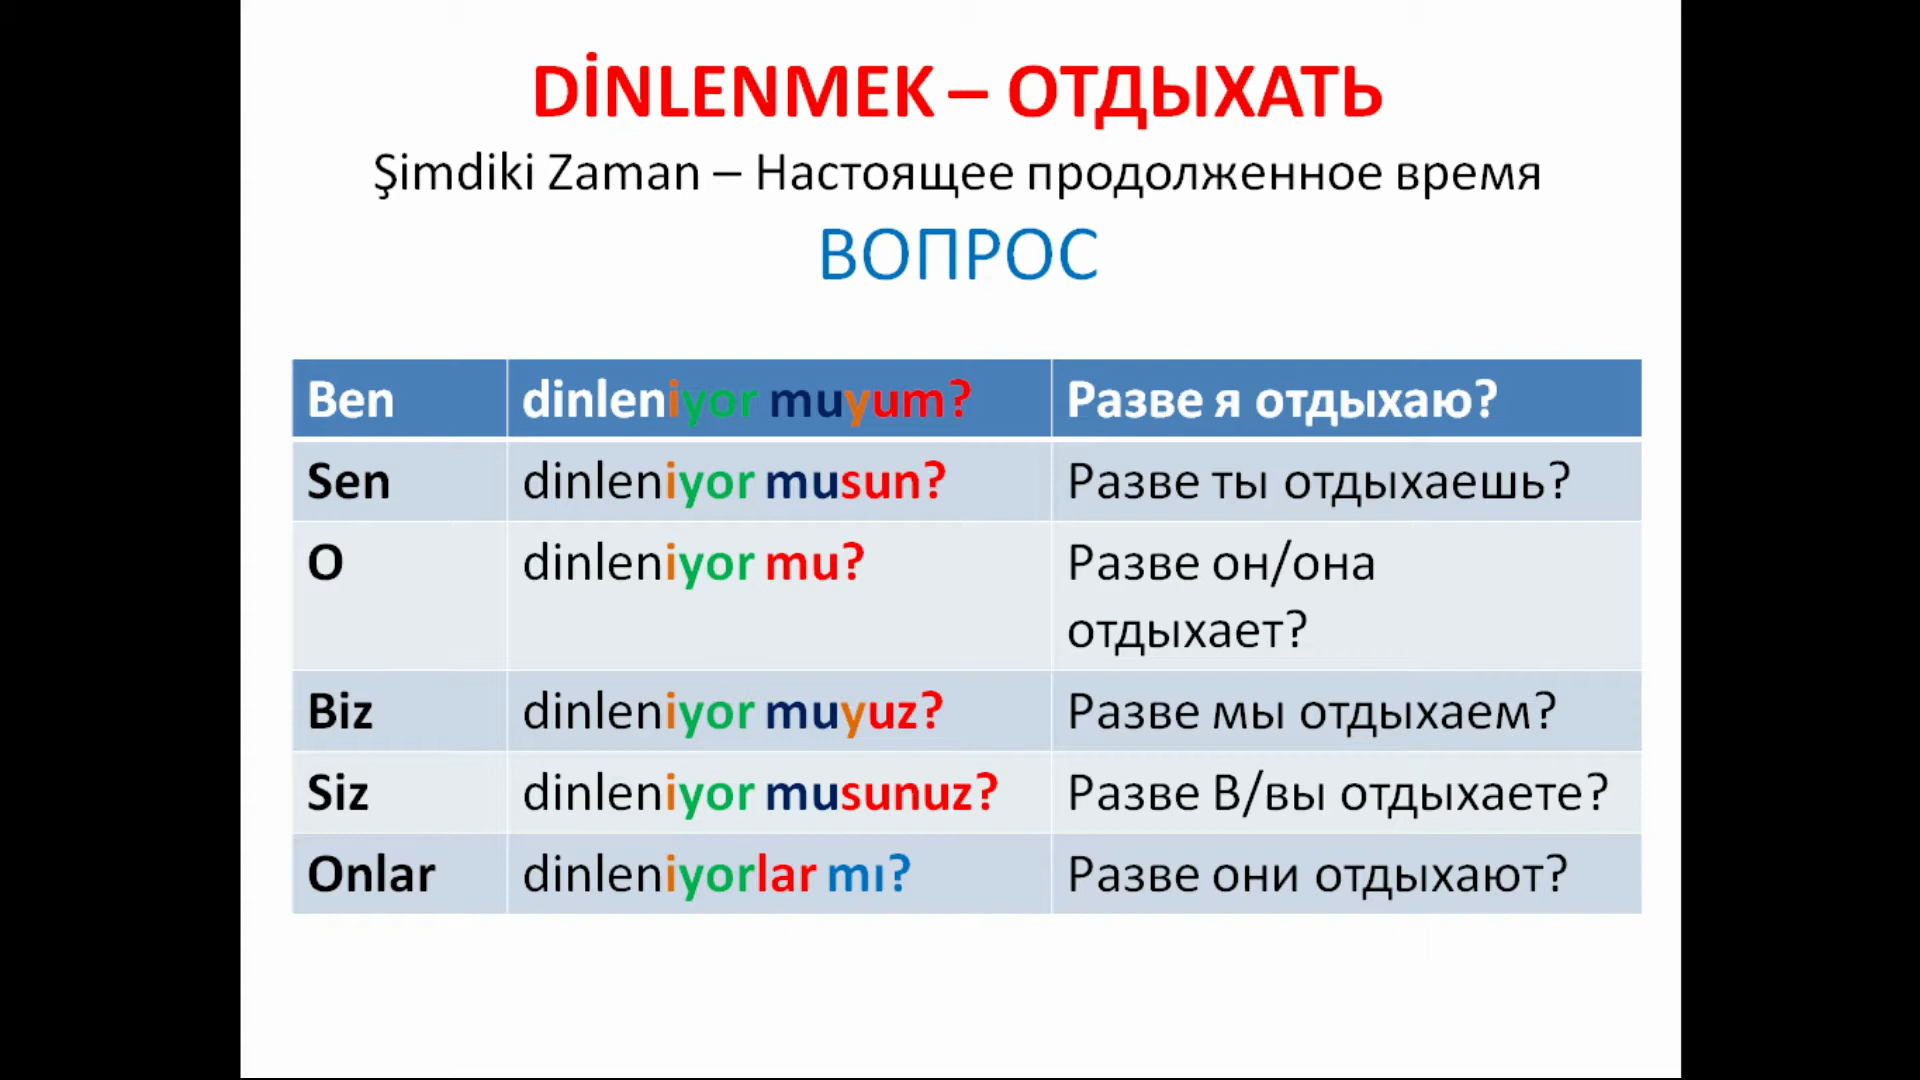 DİNLENMEK – ОТДЫХАТЬ
Şimdiki Zaman – Настоящее продолженное время
ВОПРОС
Ben dinleniyor muyum? Разве я отдыхаю?
Sen dinleniyor musun? Разве ты отдыхаешь?
O dinleniyor mu? Разве он/она
отдыхает?
Biz dinleniyor muyuz? Разве мы отдыхаем?
Siz dinleniyor musunuz? Разве В/вы отдыхаете?
Onlar dinleniyorlar mı? Разве они отдыхают?